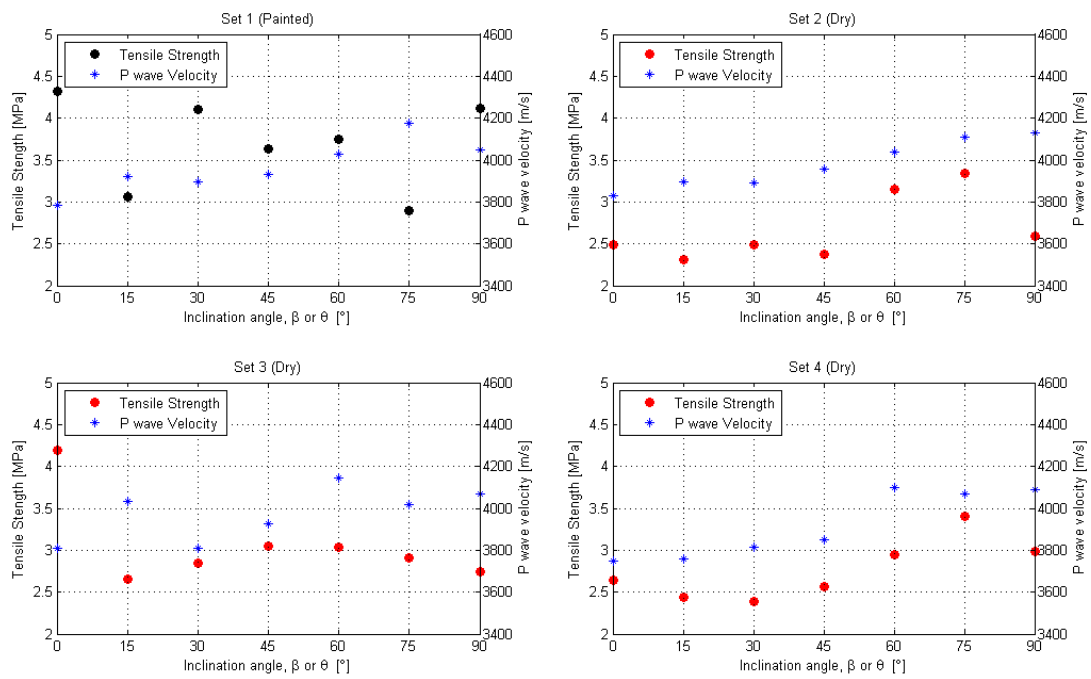 Set 1 (Painted)
5
4.5
4
3.5
3
2.5
2
Tensile Stength [MPa]
Tensile Strength
P wave Velocity
4600
4400
4200
4000
3800
3600
3400
P wave velocity [m/s]
0 15 30 45 60 75 90
Inclination angle, β or θ [°]
Set 2 (Dry)
5
4.5
4
3.5
3
2.5
2
Tensile Stength [MPa]
Tensile Strength
P wave Velocity
4600
4400
4200
4000
3800
3600
3400
P wave velocity [m/s]
0 15 30 45 60 75 90
Inclination angle, β or θ [°]
Set 3 (Dry)
5
4.5
4
3.5
3
2.5
2
Tensile Stength [MPa]
Tensile Strength
P wave Velocity
4600
4400
4200
4000
3800
3600
3400
P wave velocity [m/s]
0 15 30 45 60 75 90
Inclination angle, β or θ [°]
Set 4 (Dry)
5
4.5
4
3.5
3
2.5
2
Tensile Stength [MPa]
Tensile Strength
P wave Velocity
4600
4400
4200
4000
3800
3600
3400
P wave velocity [m/s]
0 15 30 45 60 75 90
Inclination angle, β or θ [°]